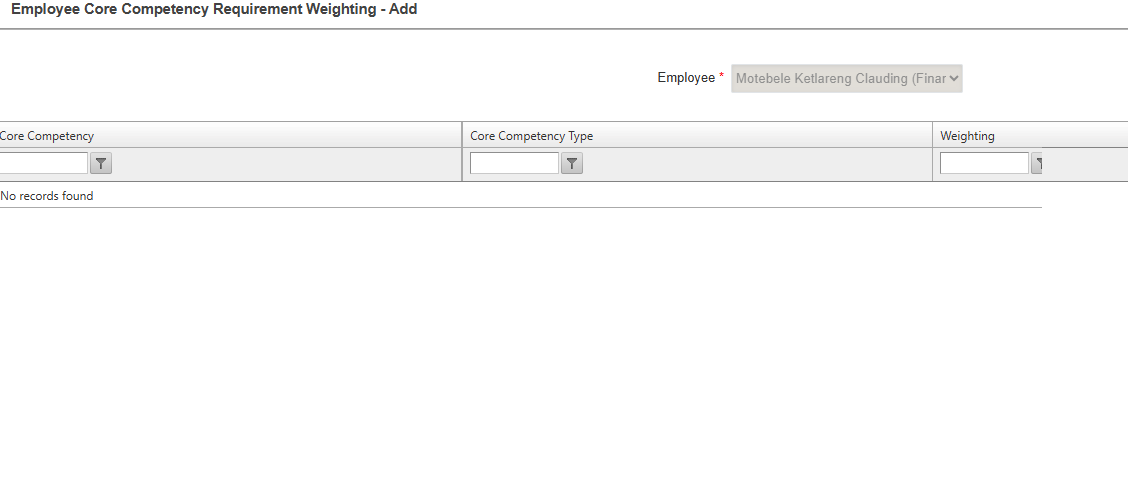 Employee Core Competency Requirement Weighting - Add
Employee * Motebele Ketlareng Clauding (Finar
Core Competency Core Competency Type Weighting
No records found